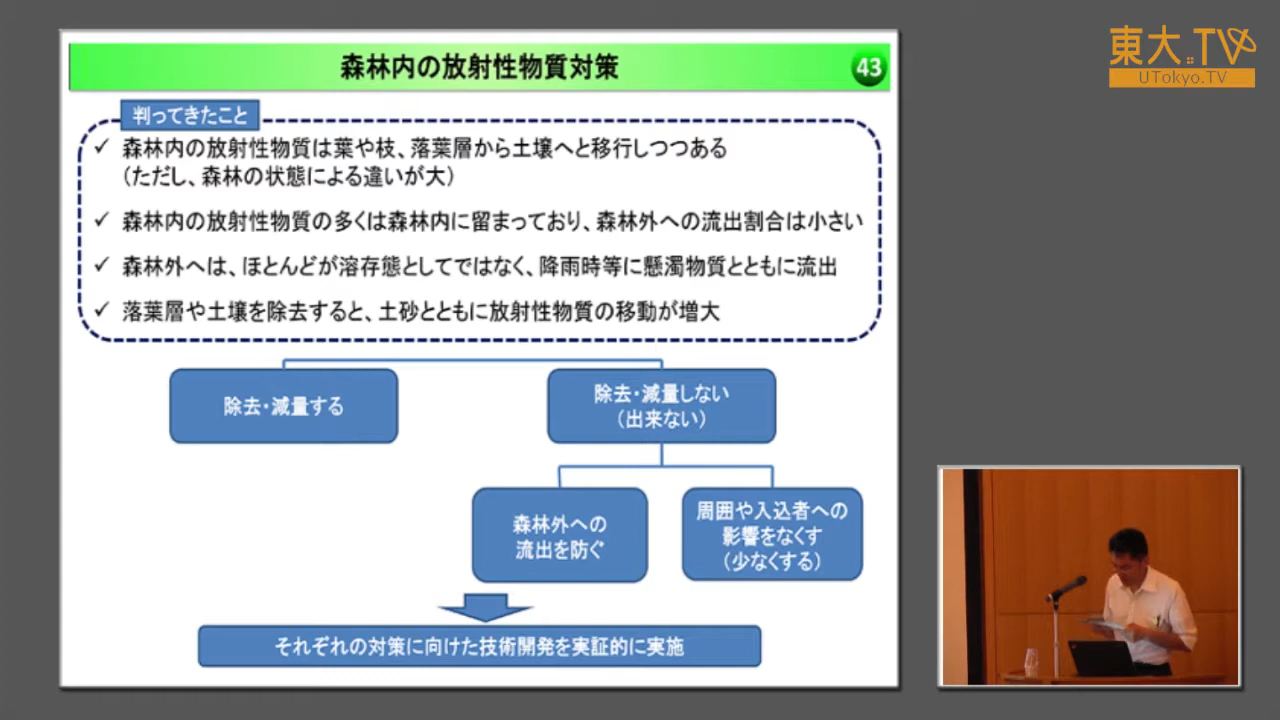 森林内の放射性物質対策
43
東大.TV
UTokyo.TV
判ってきたこと
✓ 森林内の放射性物質は葉や枝、落葉層から土壌へと移行しつつある
（ただし、森林の状態による違いが大）
✓ 森林内の放射性物質の多くは森林内に留まっており、森林外への流出割合は小さい
✓ 森林外へは、ほとんどが溶存態としてではなく、降雨時等に懸濁物質とともに流出
✓ 落葉層や土壌を除去すると、土砂とともに放射性物質の移動が増大
除去・減量する
除去・減量しない
（出来ない）
森林外への
流出を防ぐ
周囲や入込者への
影響をなくす
（少なくする）
それぞれの対策に向けた技術開発を実証的に実施